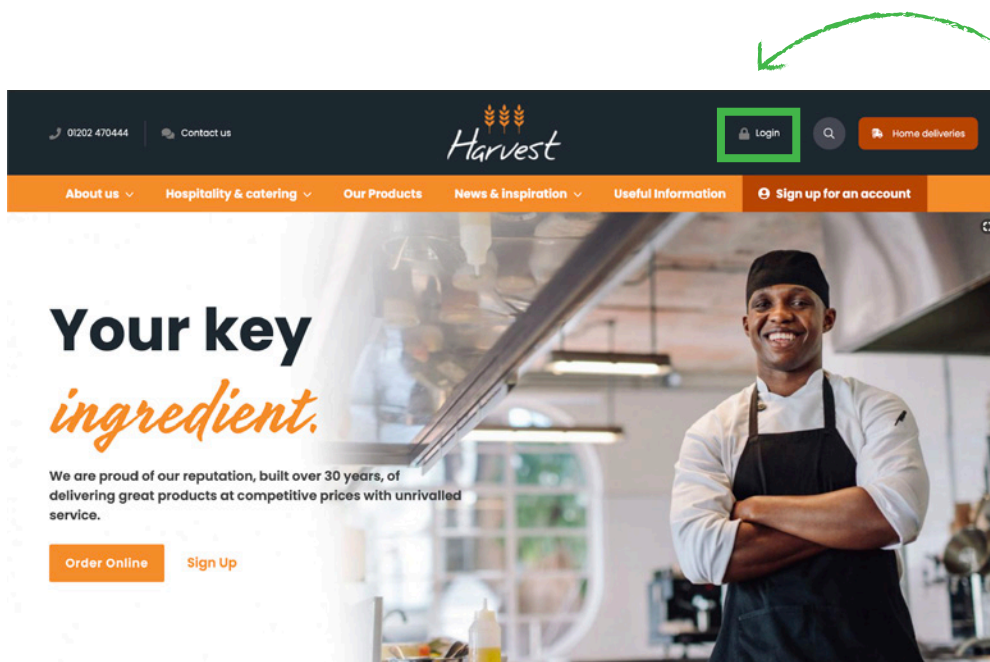 01202 470444
Contact us
Harvest
Login
Home deliveries
About us
Hospitality & catering
Our Products
News & inspiration
Useful Information
Sign up for an account
Your key
ingredient.
We are proud of our reputation, built over 30 years, of
delivering great products at competitive prices with unrivalled
service.
Order Online
Sign Up